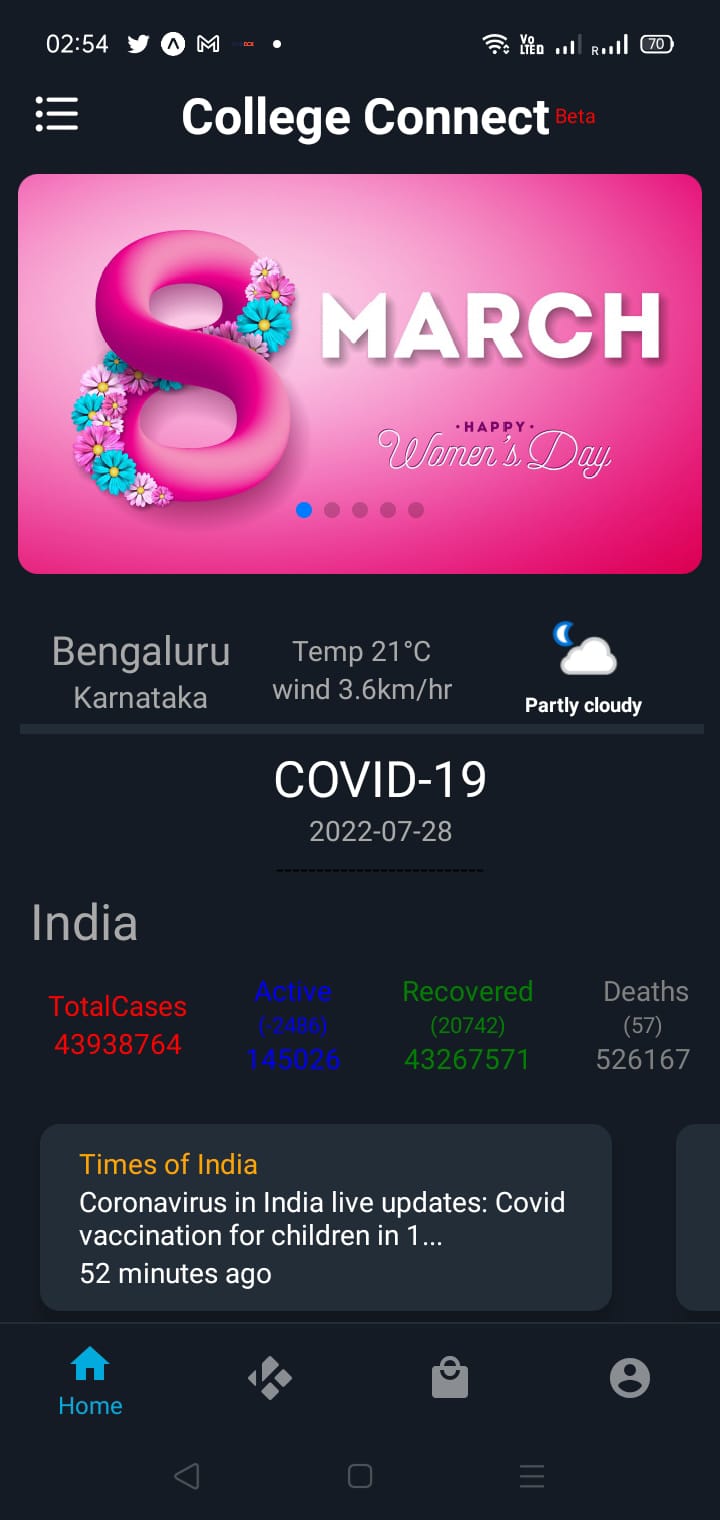 02:54
Vo
LTED
R
70
College Connect Beta
MARCH
·HAPPY·
Women's Day
Bengaluru
Karnataka
Temp 21°C
wind 3.6km/hr
Partly cloudy
COVID-19
2022-07-28
--------------------------
India
TotalCases
43938764
Active
(-2486)
145026
Recovered
(20742)
43267571
Deaths
(57)
526167
Times of India
Coronavirus in India live updates: Covid
vaccination for children in 1...
52 minutes ago
Home